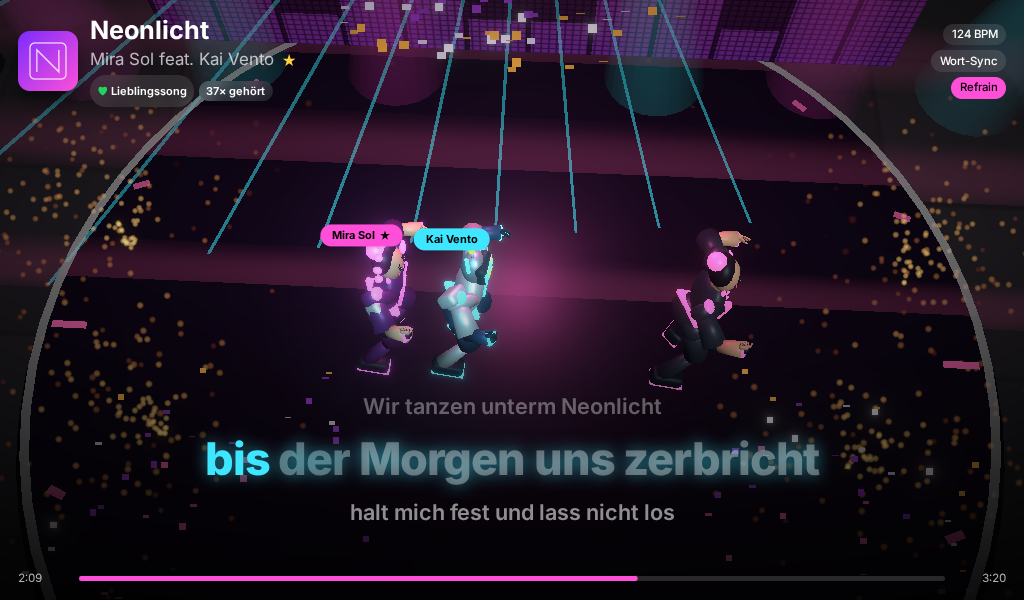 N
Neonlicht
Mira Sol feat. Kai Vento ★
Lieblingssong
37× gehört
124 BPM
Wort-Sync
Refrain
Mira Sol ★
Kai Vento
Wir tanzen unterm Neonlicht
bis der Morgen uns zerbricht
halt mich fest und lass nicht los
2:09
3:20